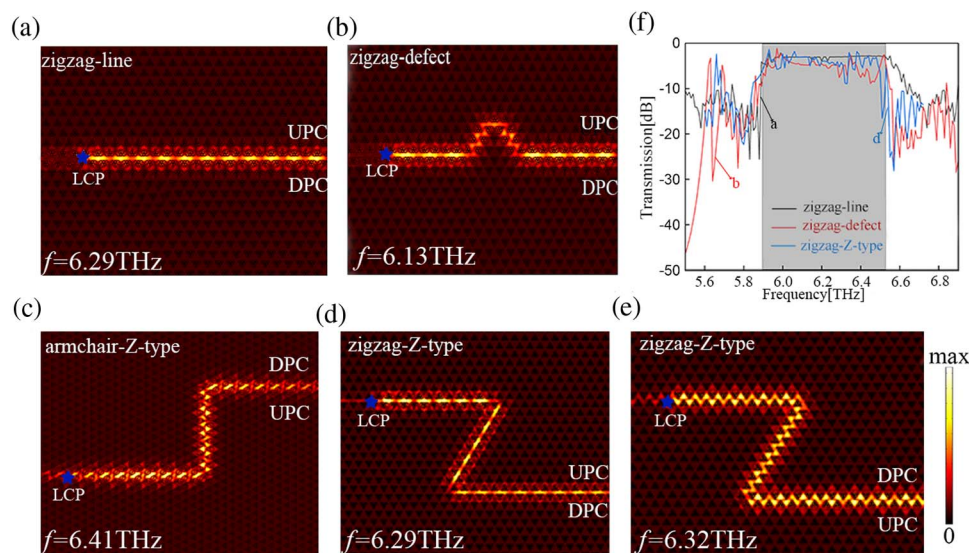 (a)
zigzag-line
UPC
LCP
DPC
f=6.29THz
(b)
zigzag-defect
UPC
LCP
DPC
f=6.13THz
(f)
0
-10
-20
-30
-40
-50
Transmission[dB]
a
d
b
zigzag-line
zigzag-defect
zigzag-Z-type
5.6 5.8 6.0 6.2 6.4 6.6 6.8
Frequency[THz]
(c)
armchair-Z-type
DPC
UPC
LCP
f=6.41THz
(d)
zigzag-Z-type
LCP
UPC
DPC
f=6.29THz
(e)
zigzag-Z-type
LCP
DPC
UPC
f=6.32THz
max
0